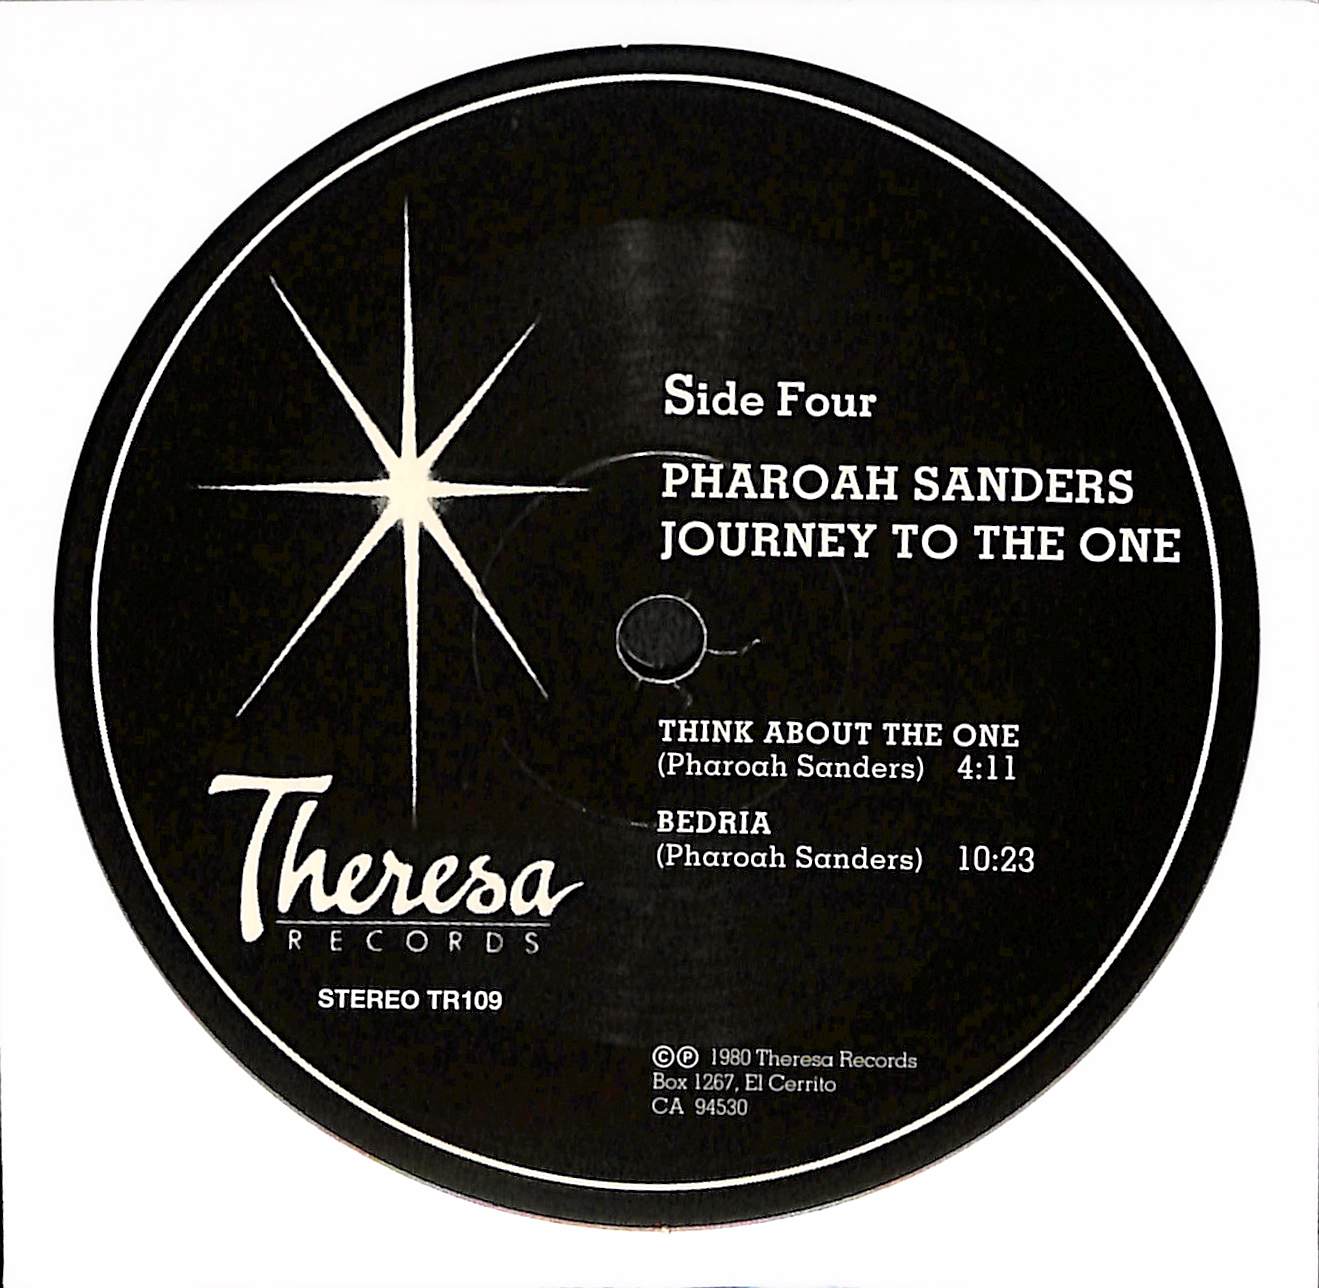 Side Four
PHAROAH SANDERS
JOURNEY TO THE ONE
THINK ABOUT THE ONE
(Pharoah Sanders) 4:11
BEDRIA
(Pharoah Sanders) 10:23
Theresa
RECORDS
STEREO TR109
©℗ 1980 Theresa Records
Box 1267, El Cerrito
CA 94530